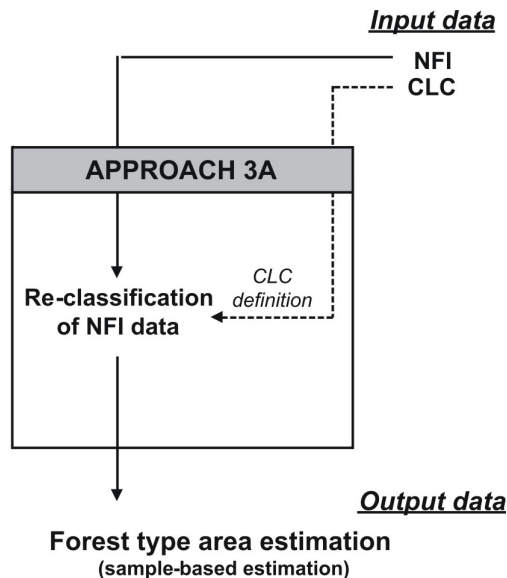 Input data
NFI
CLC
APPROACH 3A
CLC
definition
Re-classification
of NFI data
Output data
Forest type area estimation
(sample-based estimation)